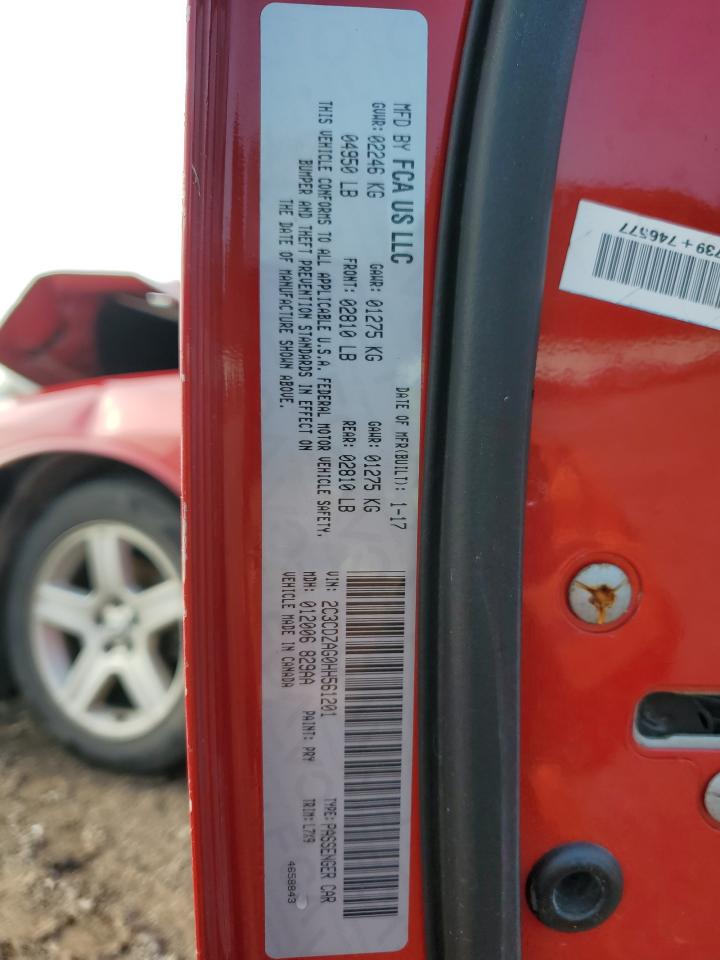 MFD BY FCA US LLC
DATE OF MFR(BUILT): 1-17
GVWR: 02246 KG
GAWR: 01275 KG
GAWR: 01275 KG
04950 LB
FRONT: 02810 LB
REAR: 02810 LB
THIS VEHICLE CONFORMS TO ALL APPLICABLE U.S.A. FEDERAL MOTOR VEHICLE SAFETY,
BUMPER AND THEFT PREVENTION STANDARDS IN EFFECT ON
THE DATE OF MANUFACTURE SHOWN ABOVE.
VIN: 2C3CDZAG0HH561201
TYPE: PASSENGER CAR
MDH: 012006 829AA
PAINT: PRY
TRIM: L7X9
VEHICLE MADE IN CANADA
4658843
739 + 746377